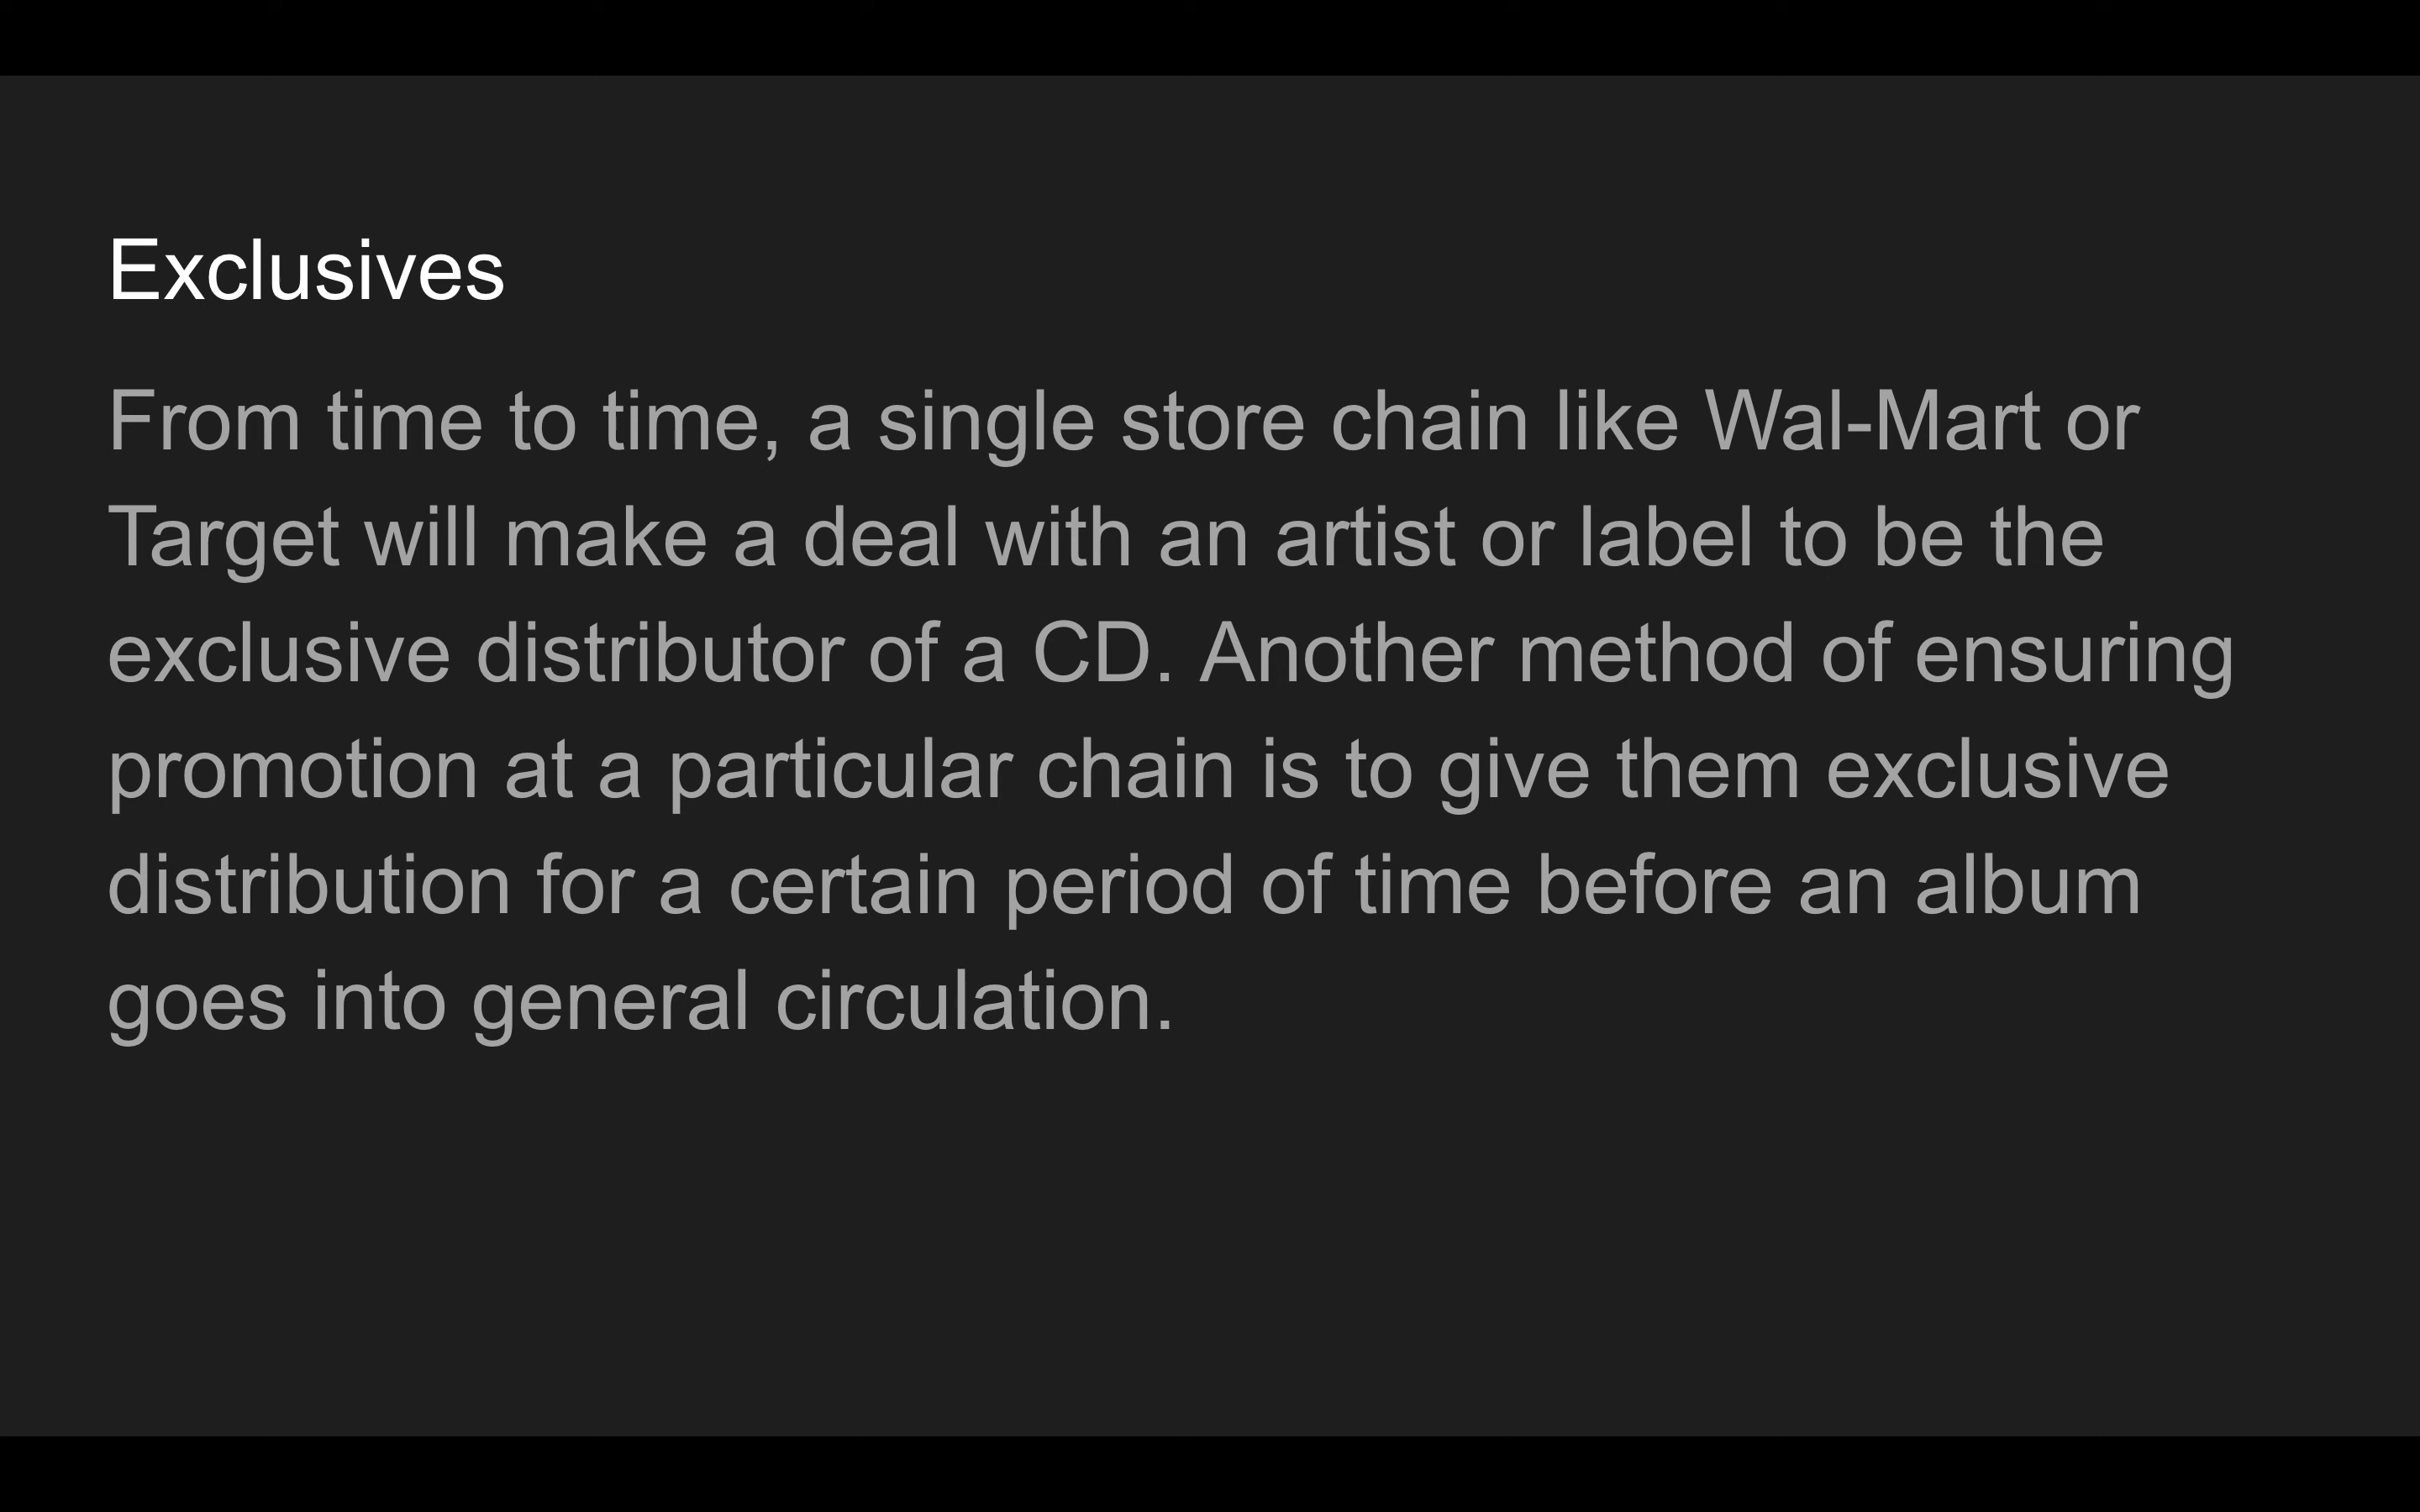 Exclusives
From time to time, a single store chain like Wal-Mart or
Target will make a deal with an artist or label to be the
exclusive distributor of a CD. Another method of ensuring
promotion at a particular chain is to give them exclusive
distribution for a certain period of time before an album
goes into general circulation.